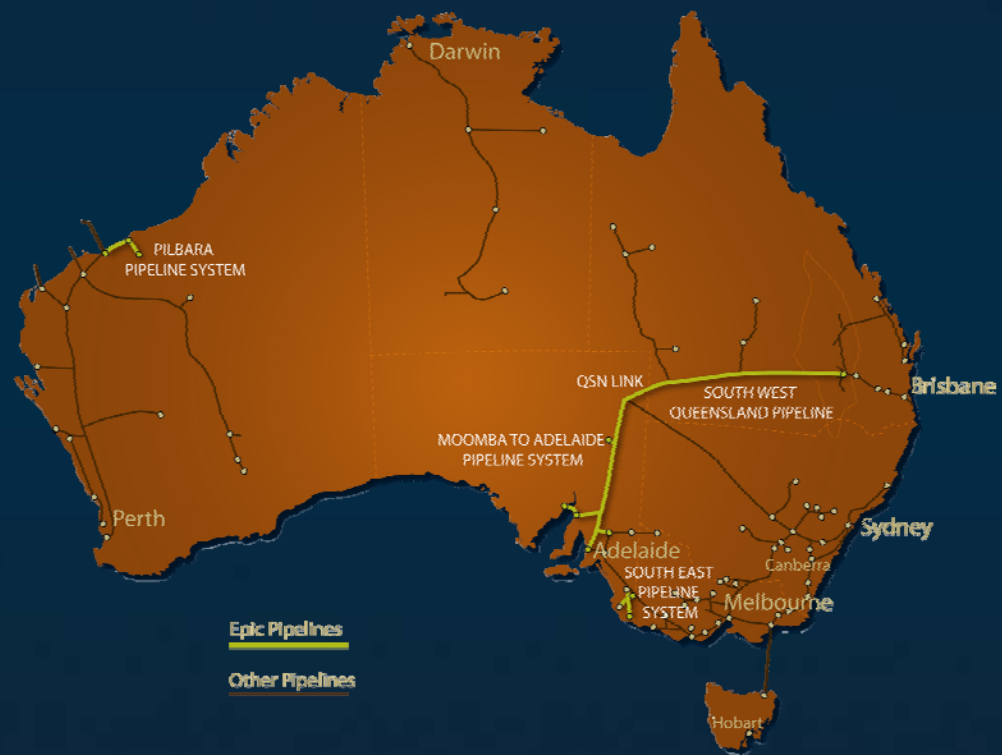 Darwin
PILBARA
PIPELINE SYSTEM
QSN LINK
SOUTH WEST
QUEENSLAND PIPELINE
Brisbane
MOOMBA TO ADELAIDE
PIPELINE SYSTEM
Perth
Sydney
Adelaide
Canberra
SOUTH EAST
PIPELINE
SYSTEM
Melbourne
Epic Pipelines
Other Pipelines
Hobart